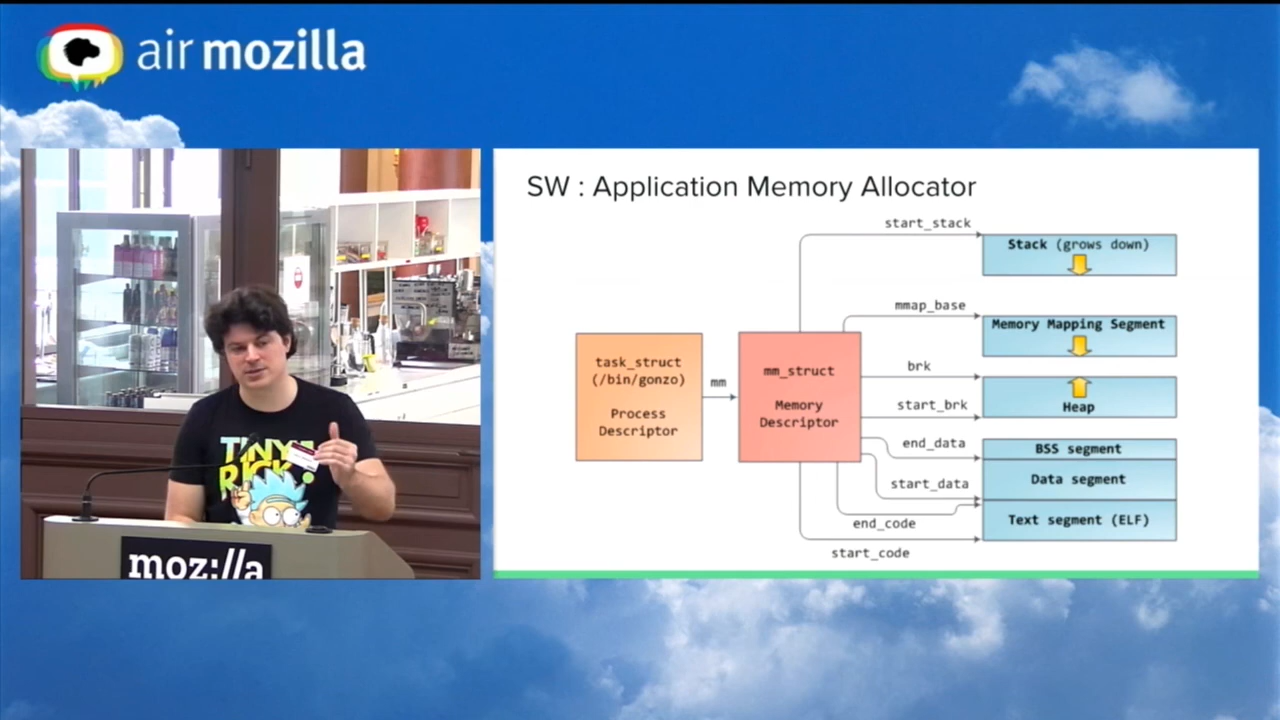 air mozilla
TINY
RICK!
moz://a
SW : Application Memory Allocator
start_stack
Stack (grows down)
mmap_base
Memory Mapping Segment
task_struct
(/bin/gonzo)
Process
Descriptor
mm
mm_struct
Memory
Descriptor
brk
start_brk
Heap
end_data
BSS segment
start_data
Data segment
end_code
Text segment (ELF)
start_code